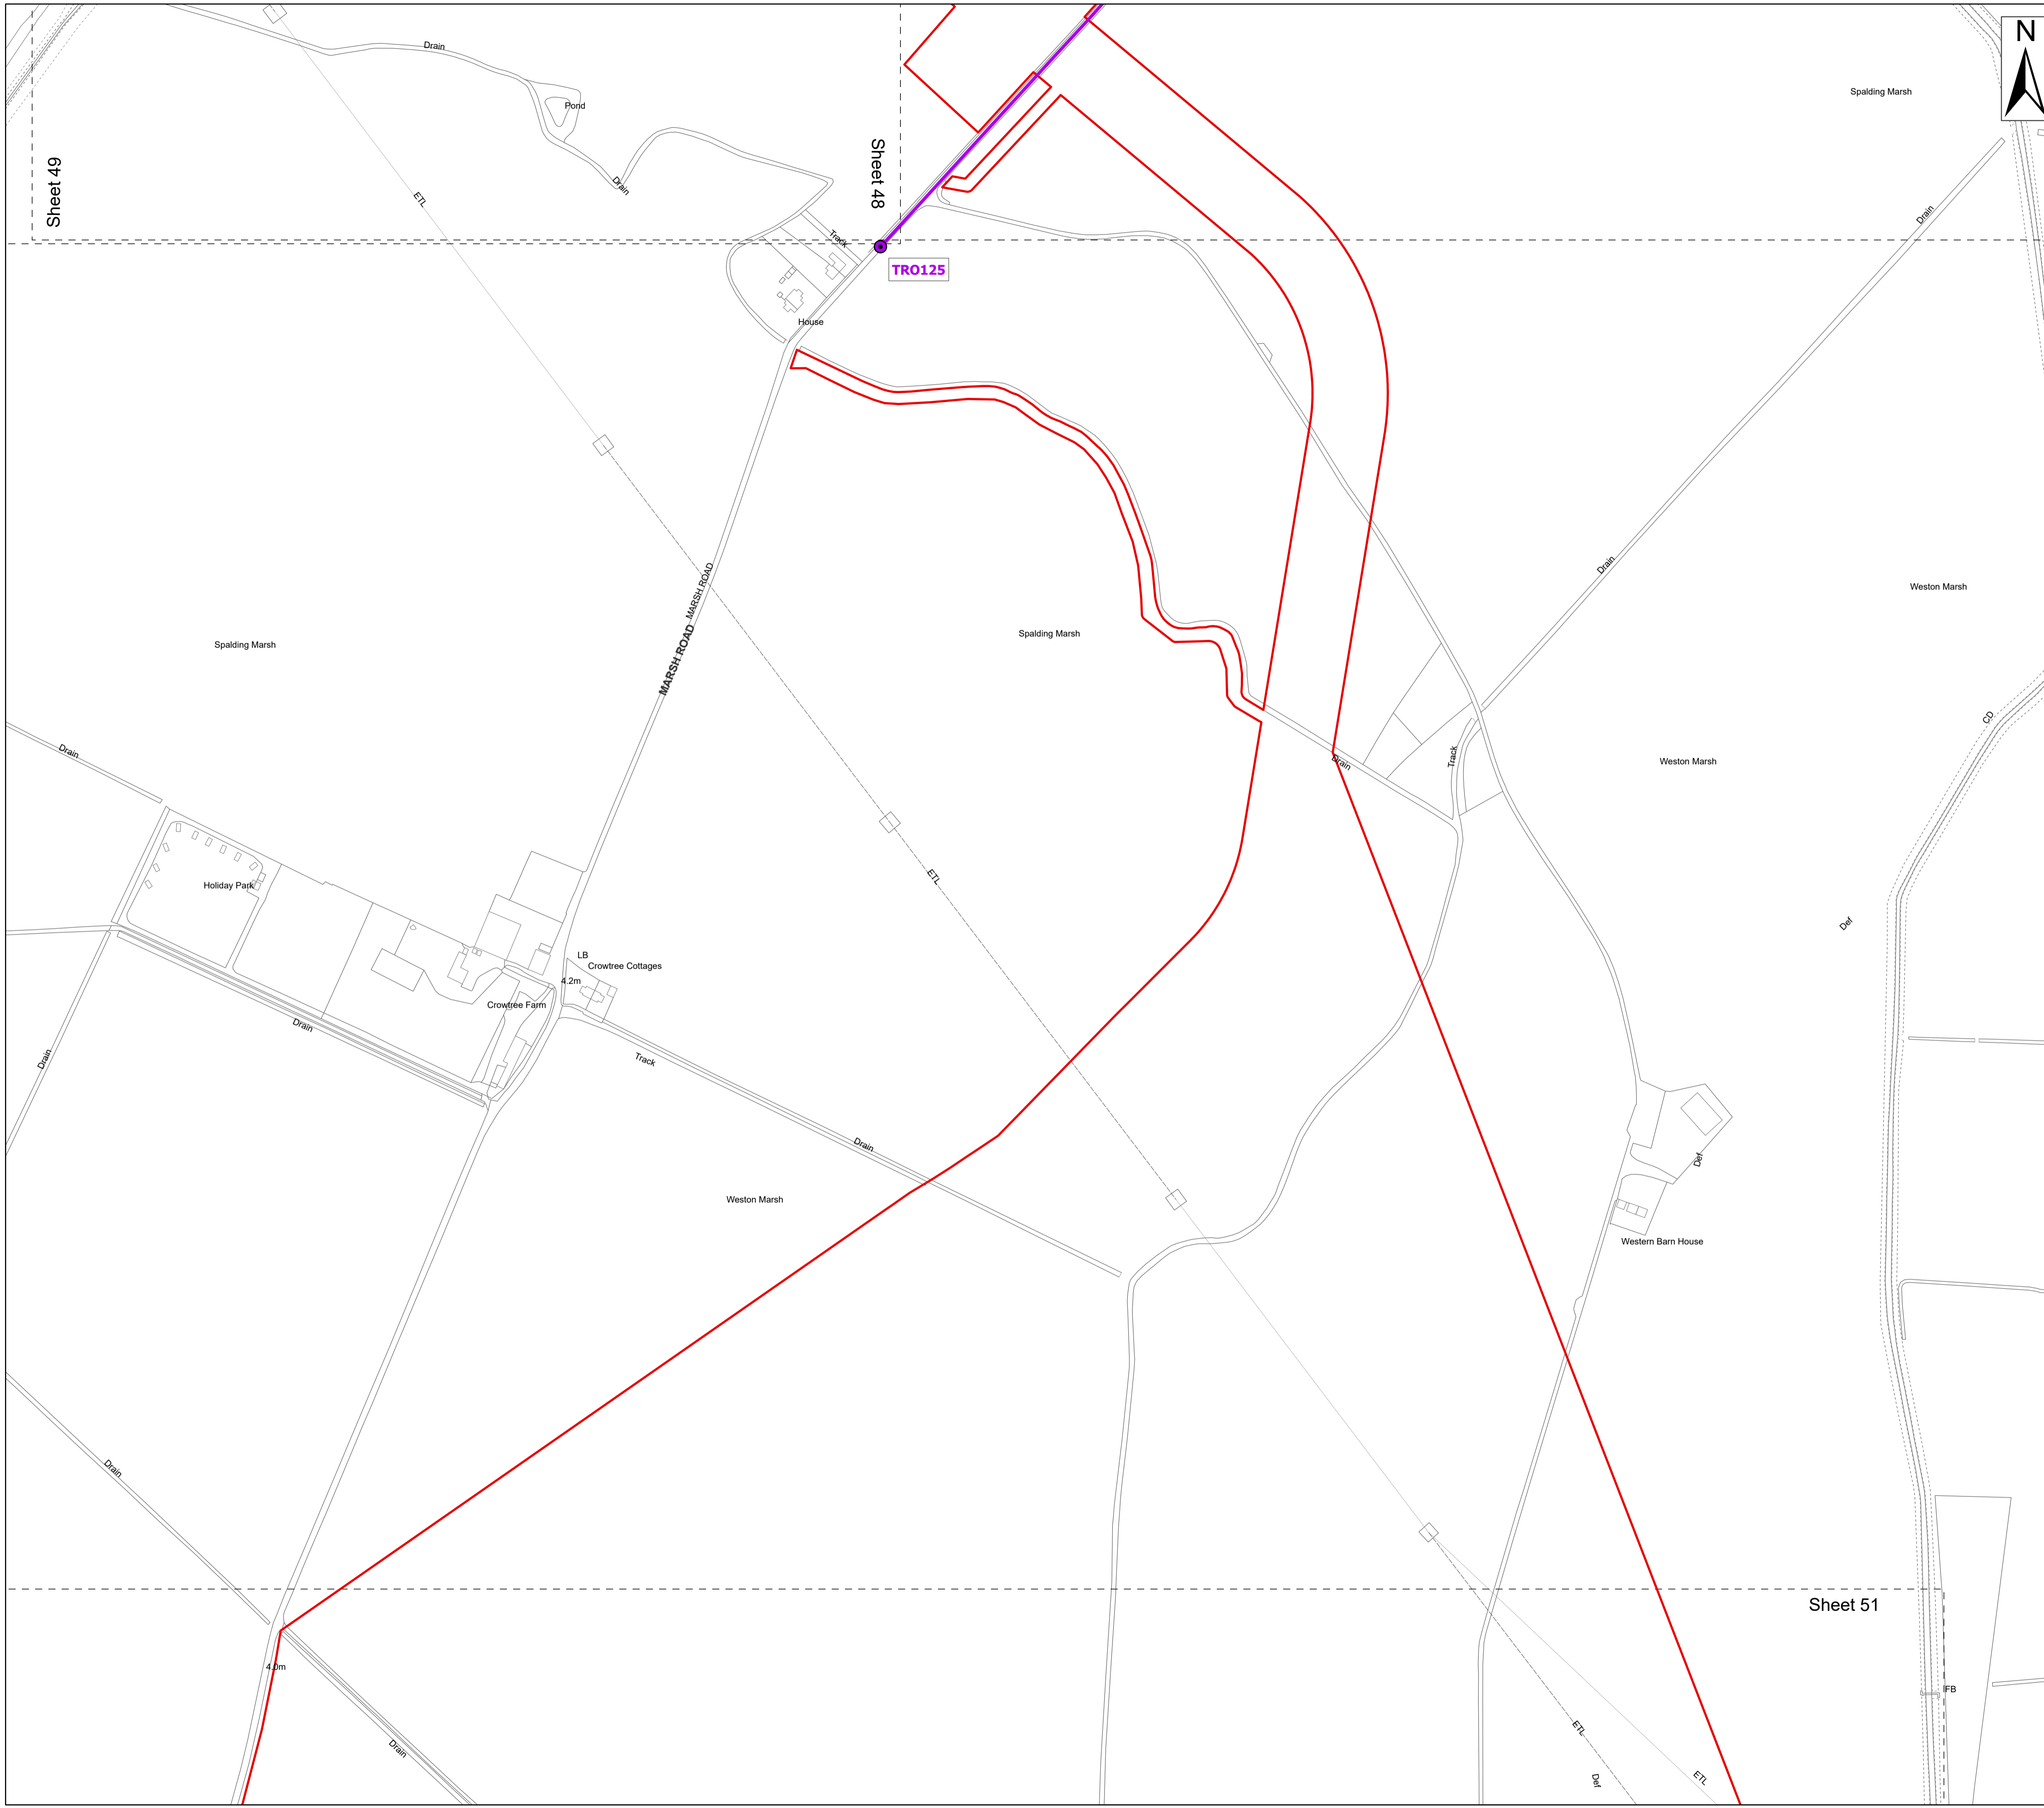 N
Drain
Spalding Marsh
Pond
Sheet 49
Sheet 48
Drain
ETL
Drain
Track
TRO125
House
Drain
MARSH ROAD
Weston Marsh
MARSH ROAD
Spalding Marsh
Spalding Marsh
CD
Drain
Track
Drain
Weston Marsh
ETL
Holiday Park
Def
LB
Crowtree Cottages
4.2m
Crowtree Farm
Drain
Drain
Track
Drain
Def
Weston Marsh
Western Barn House
Drain
Sheet 51
4.0m
FB
ETL
Drain
ETL
Def